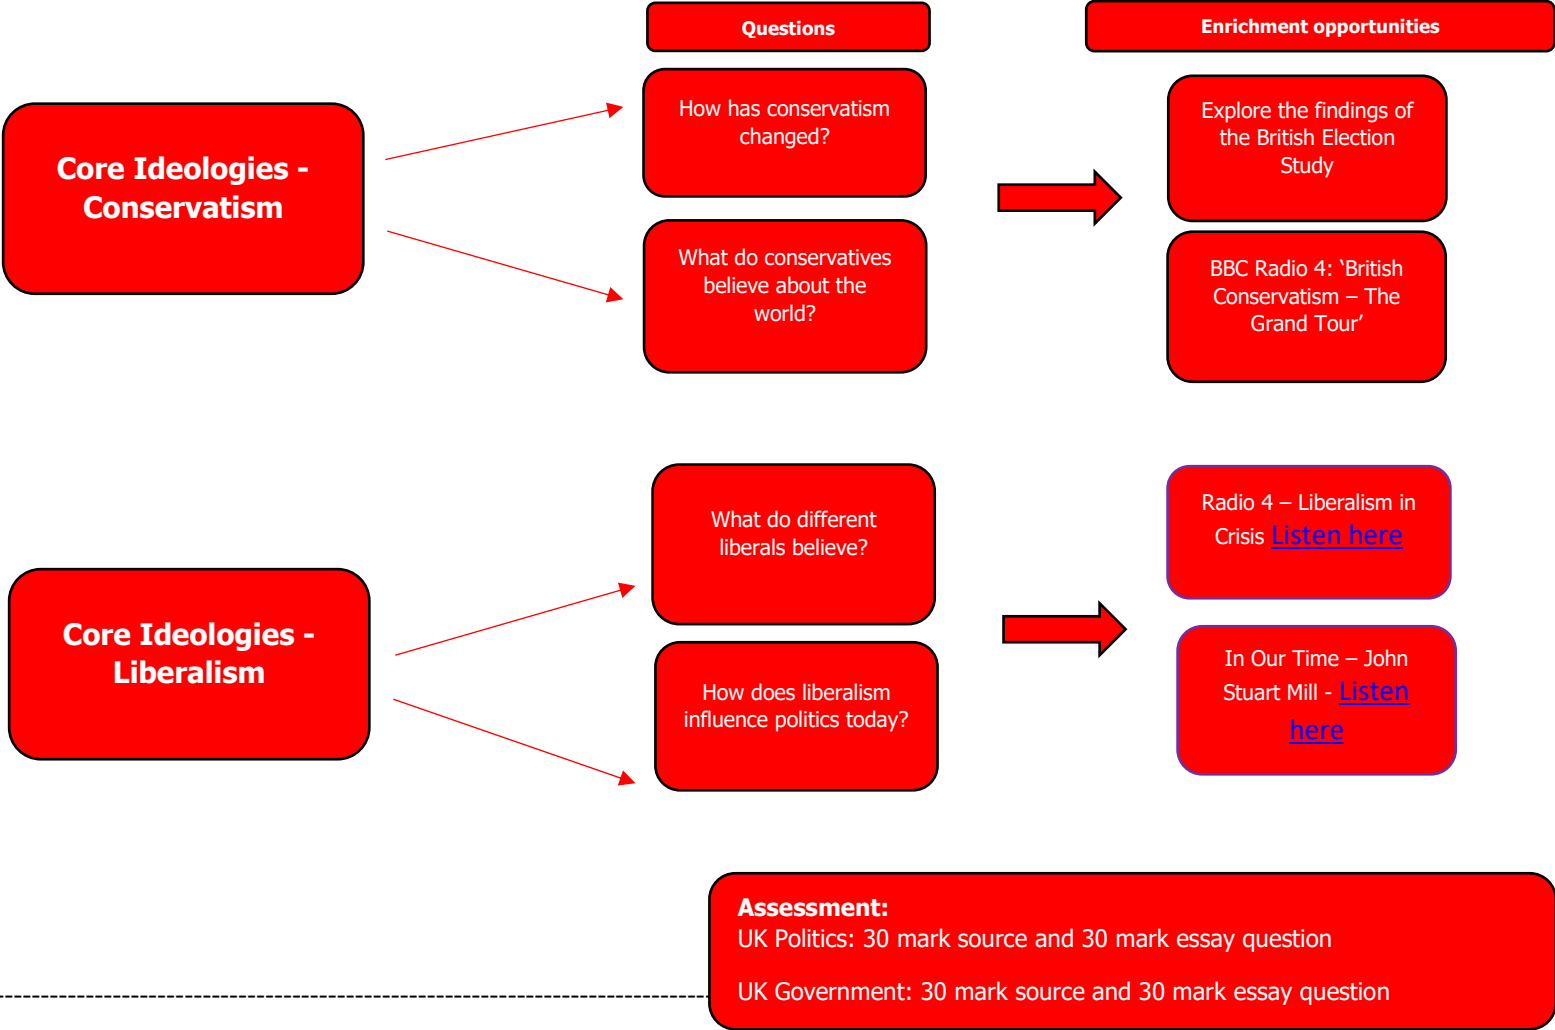 Questions
Enrichment opportunities
Core Ideologies -
Conservatism
How has conservatism
changed?
What do conservatives
believe about the
world?
Explore the findings of
the British Election
Study
BBC Radio 4: ‘British
Conservatism – The
Grand Tour’
Core Ideologies -
Liberalism
What do different
liberals believe?
How does liberalism
influence politics today?
Radio 4 – Liberalism in
Crisis Listen here
In Our Time – John
Stuart Mill - Listen
here
Assessment:
UK Politics: 30 mark source and 30 mark essay question
UK Government: 30 mark source and 30 mark essay question